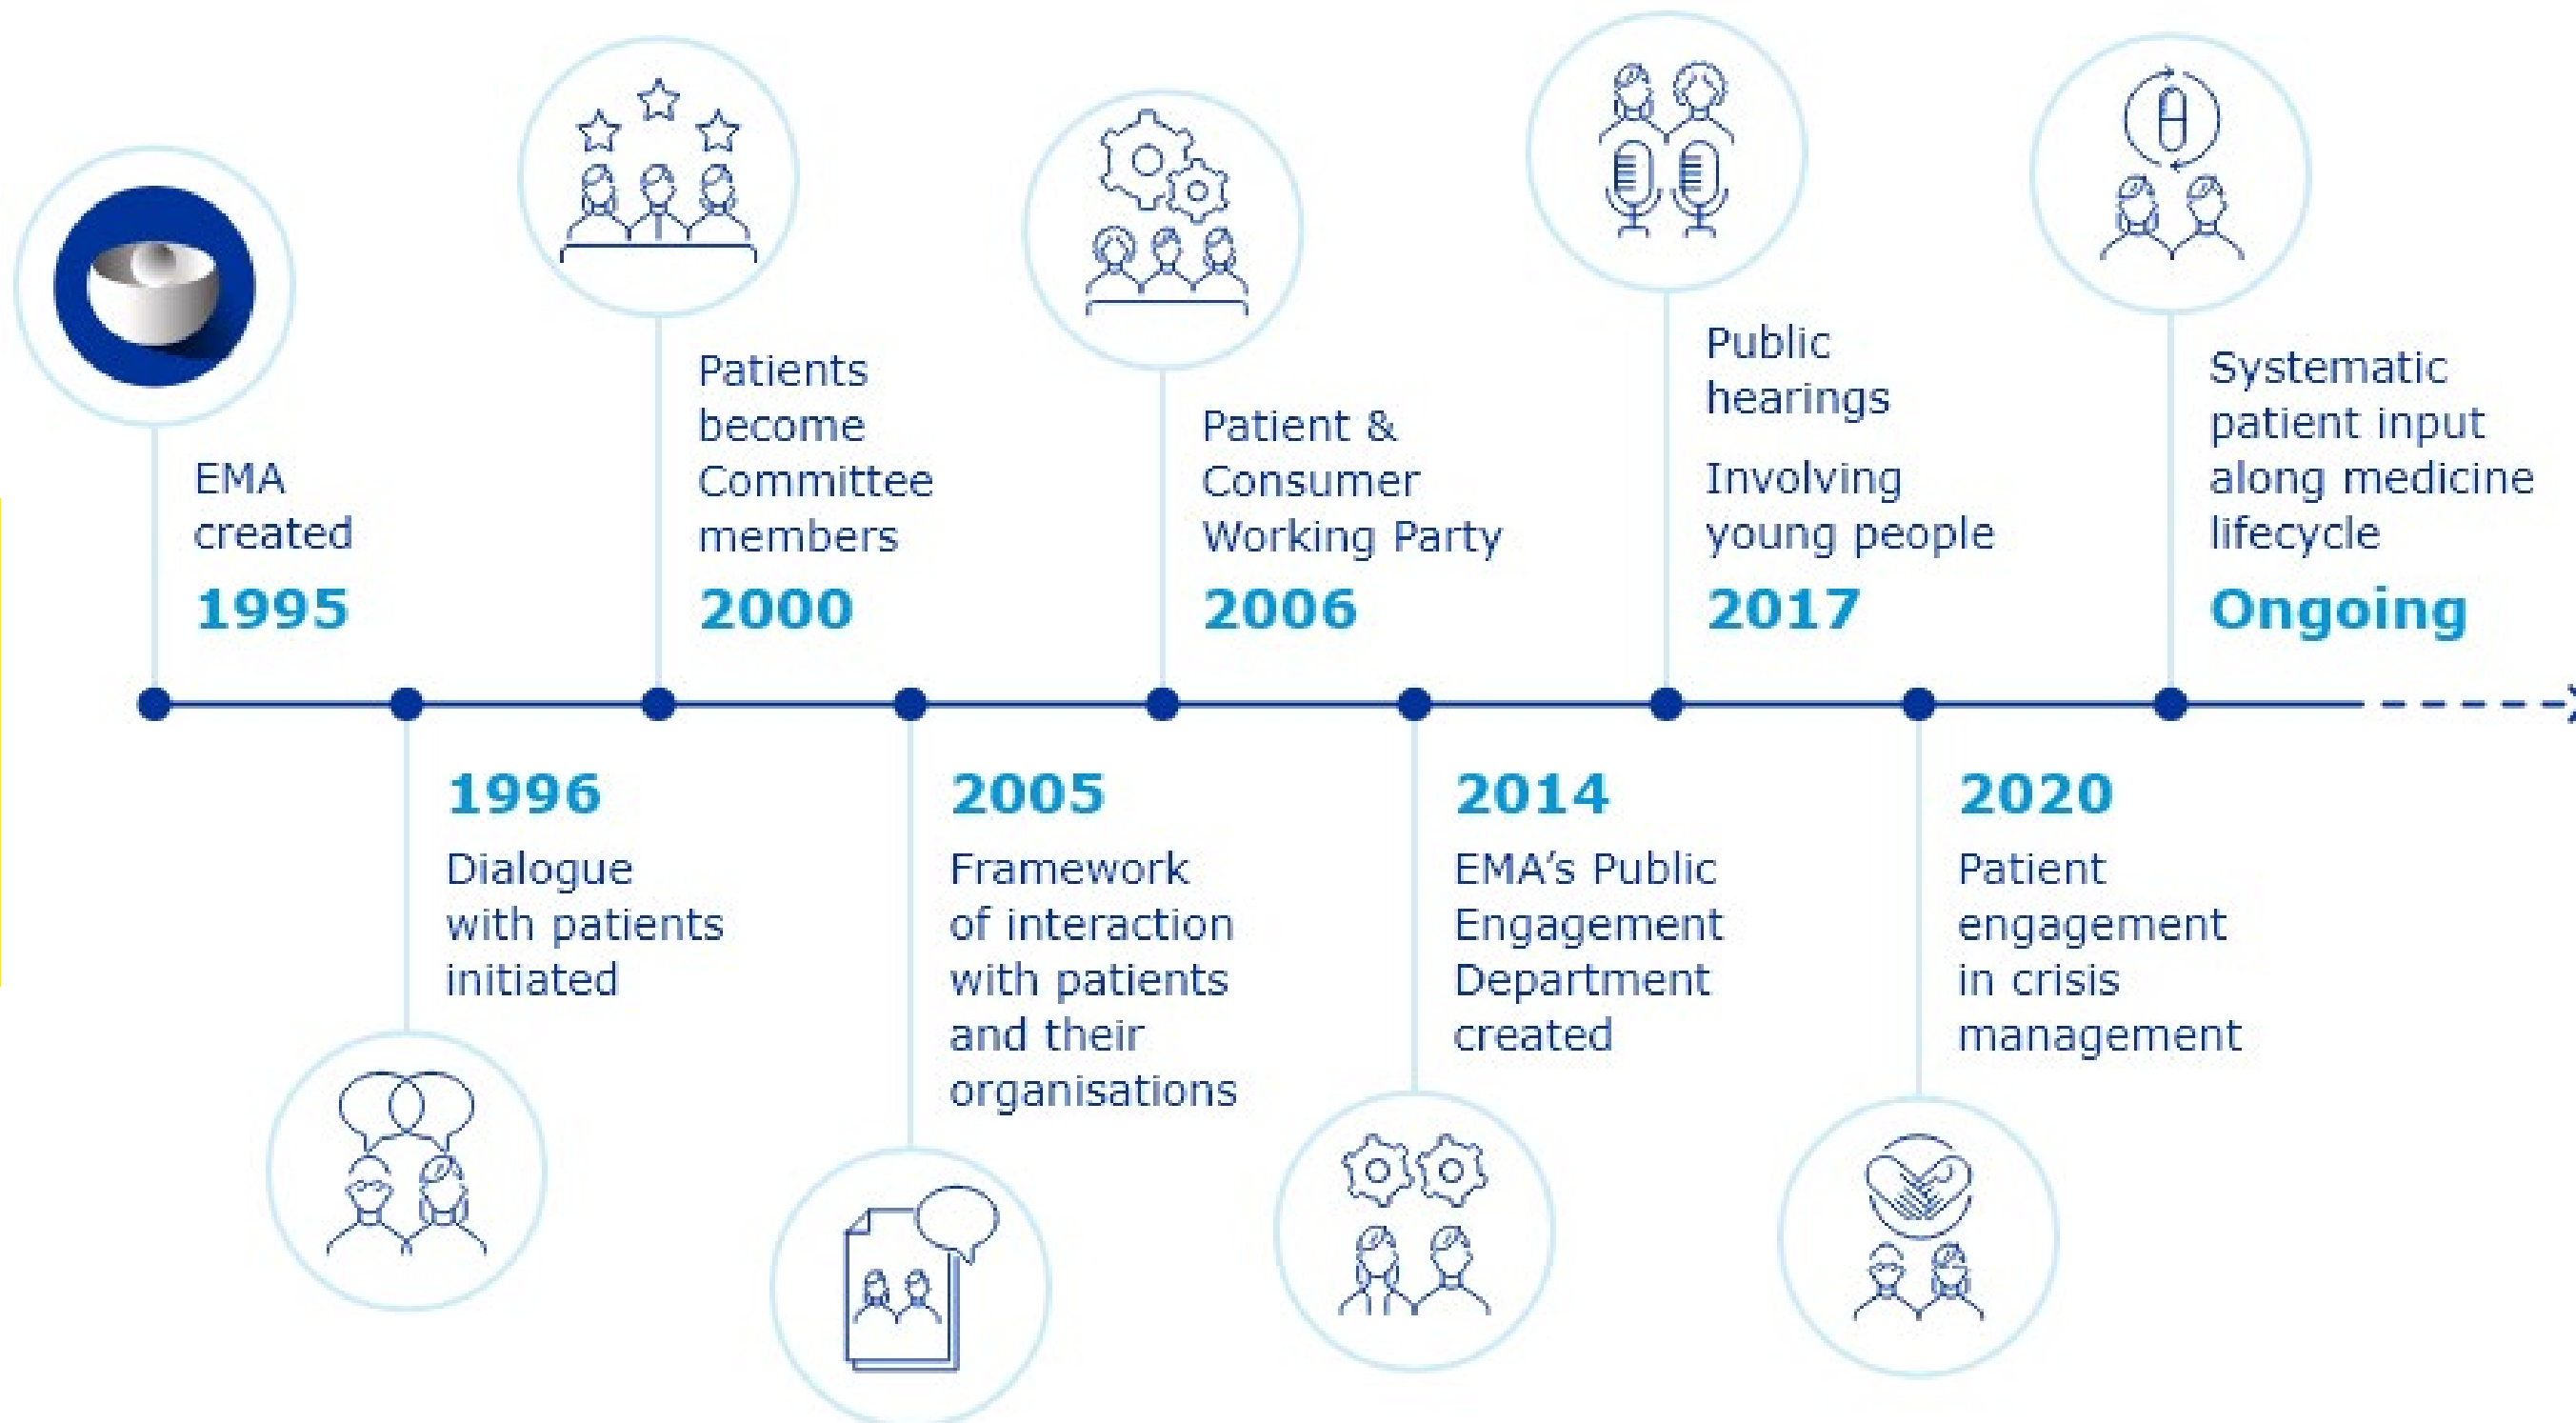 EMA
created
1995
1996
Dialogue
with patients
initiated
Patients
become
Committee
members
2000
2005
Framework
of interaction
with patients
and their
organisations
Patient &
Consumer
Working Party
2006
2014
EMA’s Public
Engagement
Department
created
Public
hearings
Involving
young people
2017
2020
Patient
engagement
in crisis
management
Systematic
patient input
along medicine
lifecycle
Ongoing